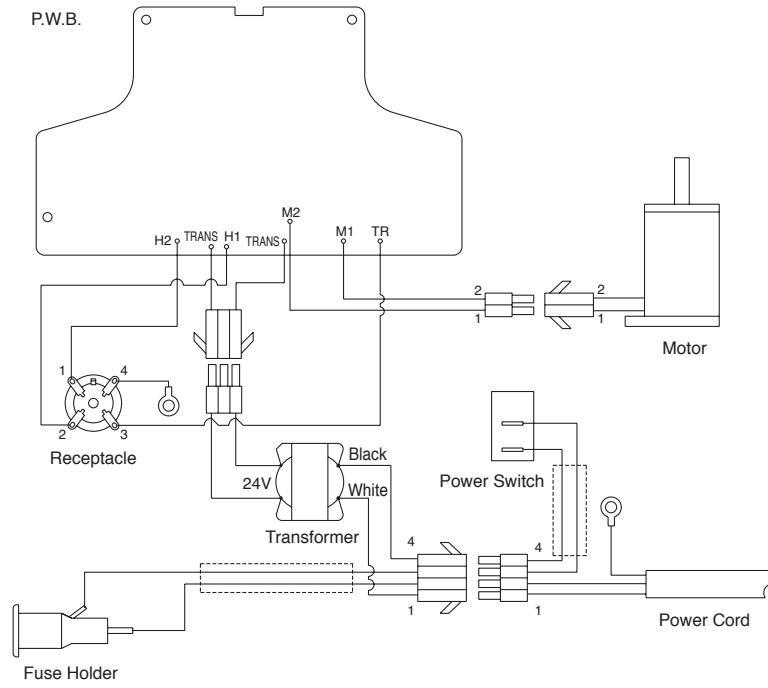 P.W.B.
M2
H2 TRANS H1 TRANS M1 TR
2 2
1 1
Motor
1 4
2 3
Receptacle
Black
24V White
Transformer
Power Switch
4 4
1 1
Power Cord
Fuse Holder